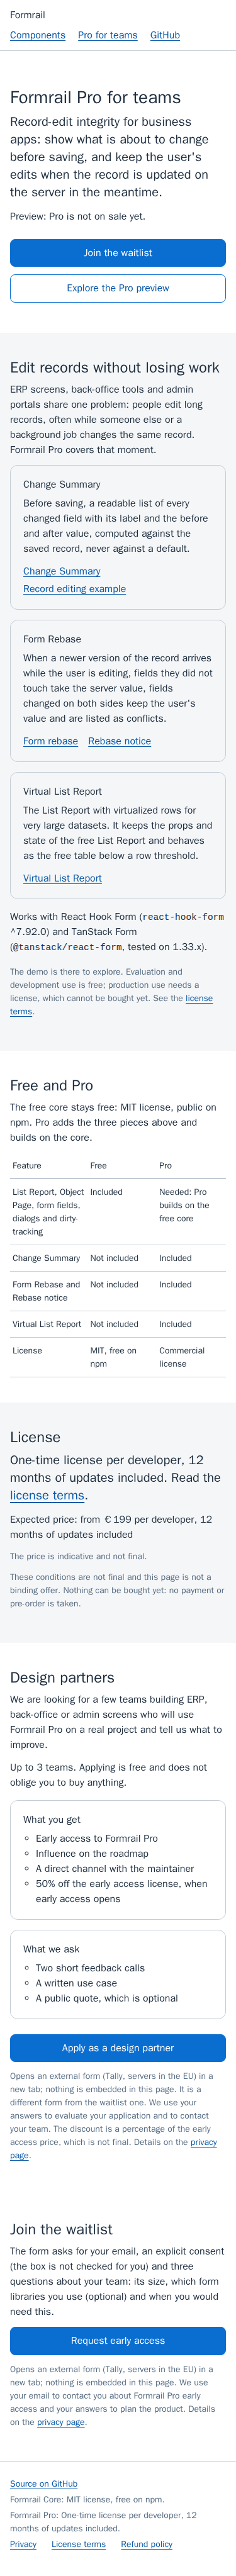 Formrail
Components Pro for teams GitHub
Formrail Pro for teams
Record-edit integrity for business
apps: show what is about to change
before saving, and keep the user's
edits when the record is updated on
the server in the meantime.
Preview: Pro is not on sale yet.
Join the waitlist
Explore the Pro preview
Edit records without losing work
ERP screens, back-office tools and admin
portals share one problem: people edit long
records, often while someone else or a
background job changes the same record.
Formrail Pro covers that moment.
Change Summary
Before saving, a readable list of every
changed field with its label and the before
and after value, computed against the
saved record, never against a default.
Change Summary
Record editing example
Form Rebase
When a newer version of the record arrives
while the user is editing, fields they did not
touch take the server value, fields
changed on both sides keep the user's
value and are listed as conflicts.
Form rebase Rebase notice
Virtual List Report
The List Report with virtualized rows for
very large datasets. It keeps the props and
state of the free List Report and behaves
as the free table below a row threshold.
Virtual List Report
Works with React Hook Form (react-hook-form
^7.92.0) and TanStack Form
(@tanstack/react-form, tested on 1.33.x).
The demo is there to explore. Evaluation and
development use is free; production use needs a
license, which cannot be bought yet. See the license
terms.
Free and Pro
The free core stays free: MIT license, public on
npm. Pro adds the three pieces above and
builds on the core.
Feature Free Pro
List Report, Object Included Needed: Pro
Page, form fields, builds on the
dialogs and dirty- free core
tracking
Change Summary Not included Included
Form Rebase and Not included Included
Rebase notice
Virtual List Report Not included Included
License MIT, free on Commercial
npm license
License
One-time license per developer, 12
months of updates included. Read the
license terms.
Expected price: from €199 per developer, 12
months of updates included
The price is indicative and not final.
These conditions are not final and this page is not a
binding offer. Nothing can be bought yet: no payment or
pre-order is taken.
Design partners
We are looking for a few teams building ERP,
back-office or admin screens who will use
Formrail Pro on a real project and tell us what to
improve.
Up to 3 teams. Applying is free and does not
oblige you to buy anything.
What you get
Early access to Formrail Pro
Influence on the roadmap
A direct channel with the maintainer
50% off the early access license, when
early access opens
What we ask
Two short feedback calls
A written use case
A public quote, which is optional
Apply as a design partner
Opens an external form (Tally, servers in the EU) in a
new tab; nothing is embedded in this page. It is a
different form from the waitlist one. We use your
answers to evaluate your application and to contact
your team. The discount is a percentage of the early
access price, which is not final. Details on the privacy
page.
Join the waitlist
The form asks for your email, an explicit consent
(the box is not checked for you) and three
questions about your team: its size, which form
libraries you use (optional) and when you would
need this.
Request early access
Opens an external form (Tally, servers in the EU) in a
new tab; nothing is embedded in this page. We use
your email to contact you about Formrail Pro early
access and your answers to plan the product. Details
on the privacy page.
Source on GitHub
Formrail Core: MIT license, free on npm.
Formrail Pro: One-time license per developer, 12
months of updates included.
Privacy License terms Refund policy